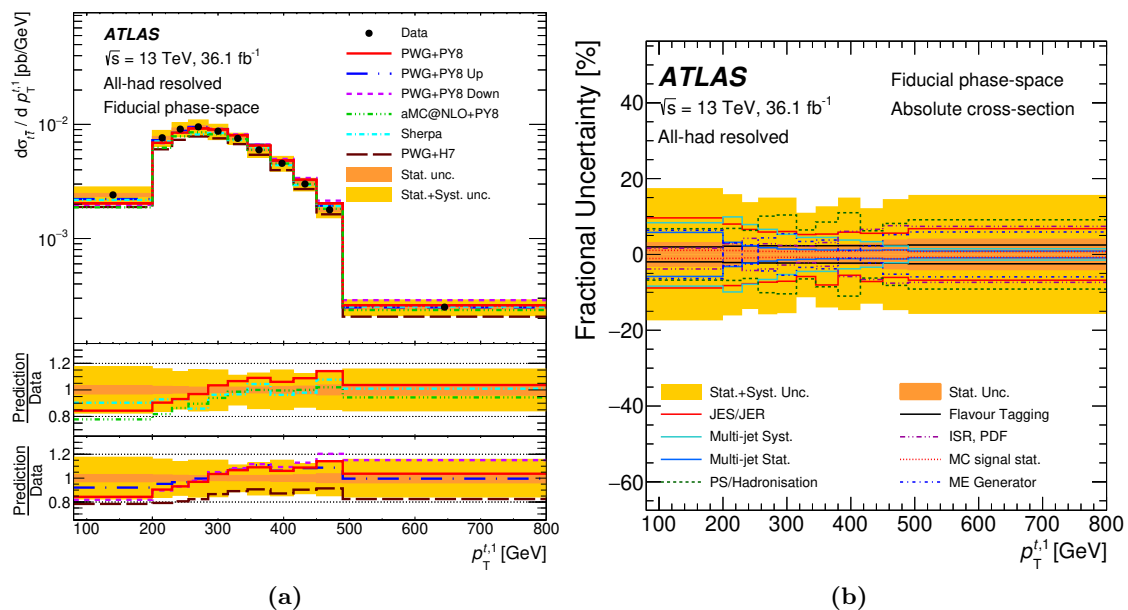 ATLAS
√s = 13 TeV, 36.1 fb⁻¹
All-had resolved
Fiducial phase-space
Data
PWG+PY8
PWG+PY8 Up
PWG+PY8 Down
aMC@NLO+PY8
Sherpa
PWG+H7
Stat. unc.
Stat.+Syst. unc.
dσ_tt̄ / d p_T^{t,1} [pb/GeV]
10⁻²
10⁻³
Prediction
Data
1.2
1
0.8
Prediction
Data
1.2
1
0.8
100 200 300 400 500 600 700 800
p_T^{t,1} [GeV]
(a)
Fractional Uncertainty [%]
60
40
20
0
−20
−40
−60
ATLAS
√s = 13 TeV, 36.1 fb⁻¹
All-had resolved
Fiducial phase-space
Absolute cross-section
Stat.+Syst. Unc.
JES/JER
Multi-jet Syst.
Multi-jet Stat.
PS/Hadronisation
Stat. Unc.
Flavour Tagging
ISR, PDF
MC signal stat.
ME Generator
100 200 300 400 500 600 700 800
p_T^{t,1} [GeV]
(b)